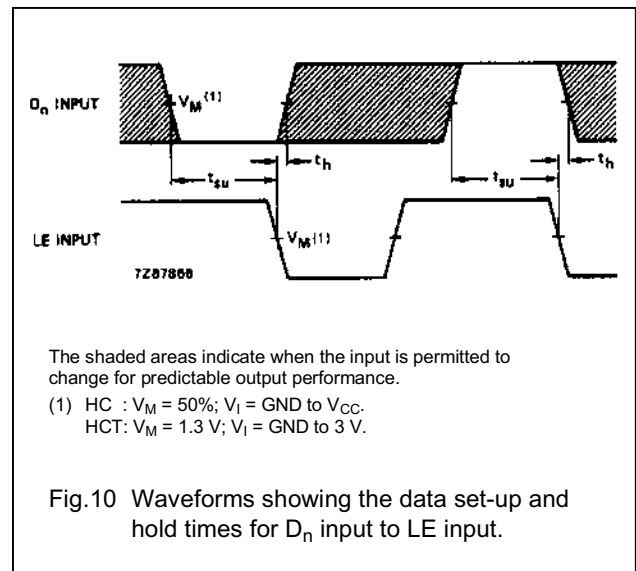 Dn INPUT
VM(1)
tsu
th
tsu
th
LE INPUT
VM(1)
7Z87868
The shaded areas indicate when the input is permitted to
change for predictable output performance.
(1) HC : VM = 50%; VI = GND to VCC.
HCT: VM = 1.3 V; VI = GND to 3 V.
Fig.10 Waveforms showing the data set-up and
hold times for Dn input to LE input.